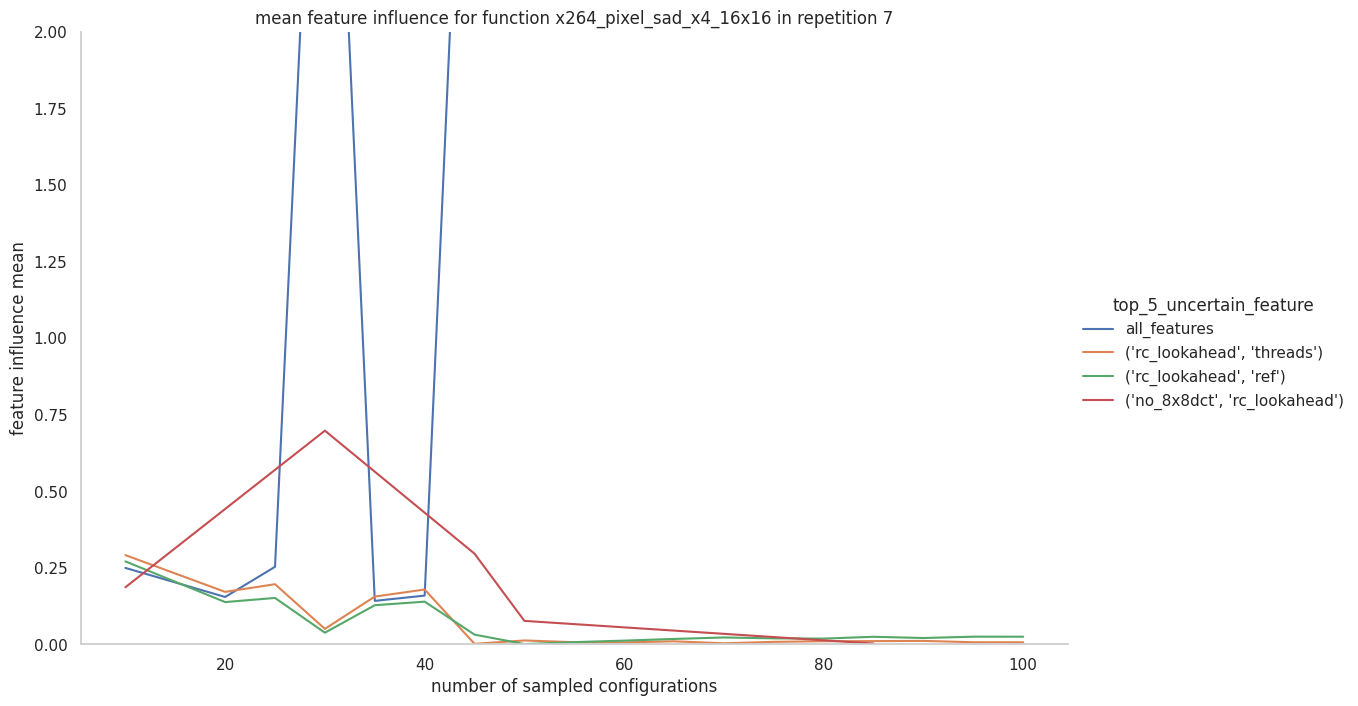 mean feature influence for function x264_pixel_sad_x4_16x16 in repetition 7
2.00
1.75
1.50
1.25
1.00
0.75
0.50
0.25
0.00
feature influence mean
20
40
60
80
100
number of sampled configurations
top_5_uncertain_feature
all_features
('rc_lookahead', 'threads')
('rc_lookahead', 'ref')
('no_8x8dct', 'rc_lookahead')